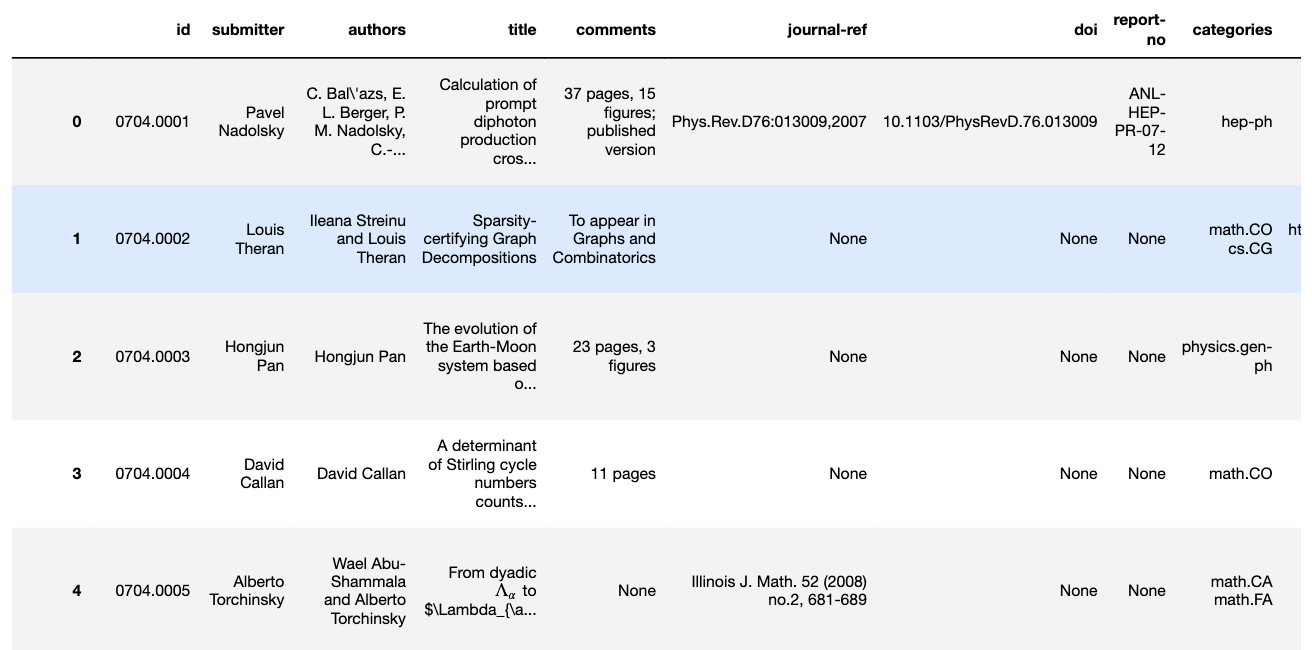 id submitter authors title comments journal-ref doi report-
no categories
0 0704.0001 Pavel
Nadolsky C. Bal\'azs, E.
L. Berger, P.
M. Nadolsky,
C.-... Calculation of
prompt
diphoton
production
cros... 37 pages, 15
figures;
published
version Phys.Rev.D76:013009,2007 10.1103/PhysRevD.76.013009 ANL-
HEP-
PR-07-
12 hep-ph
1 0704.0002 Louis
Theran Ileana Streinu
and Louis
Theran Sparsity-
certifying Graph
Decompositions To appear in
Graphs and
Combinatorics None None None math.CO
cs.CG ht
2 0704.0003 Hongjun
Pan Hongjun Pan The evolution of
the Earth-Moon
system based
o... 23 pages, 3
figures None None None physics.gen-
ph
3 0704.0004 David
Callan David Callan A determinant
of Stirling cycle
numbers
counts... 11 pages None None None math.CO
4 0704.0005 Alberto
Torchinsky Wael Abu-
Shammala
and Alberto
Torchinsky From dyadic
Λα to
$\Lambda_{\a... None Illinois J. Math. 52 (2008)
no.2, 681-689 None None math.CA
math.FA